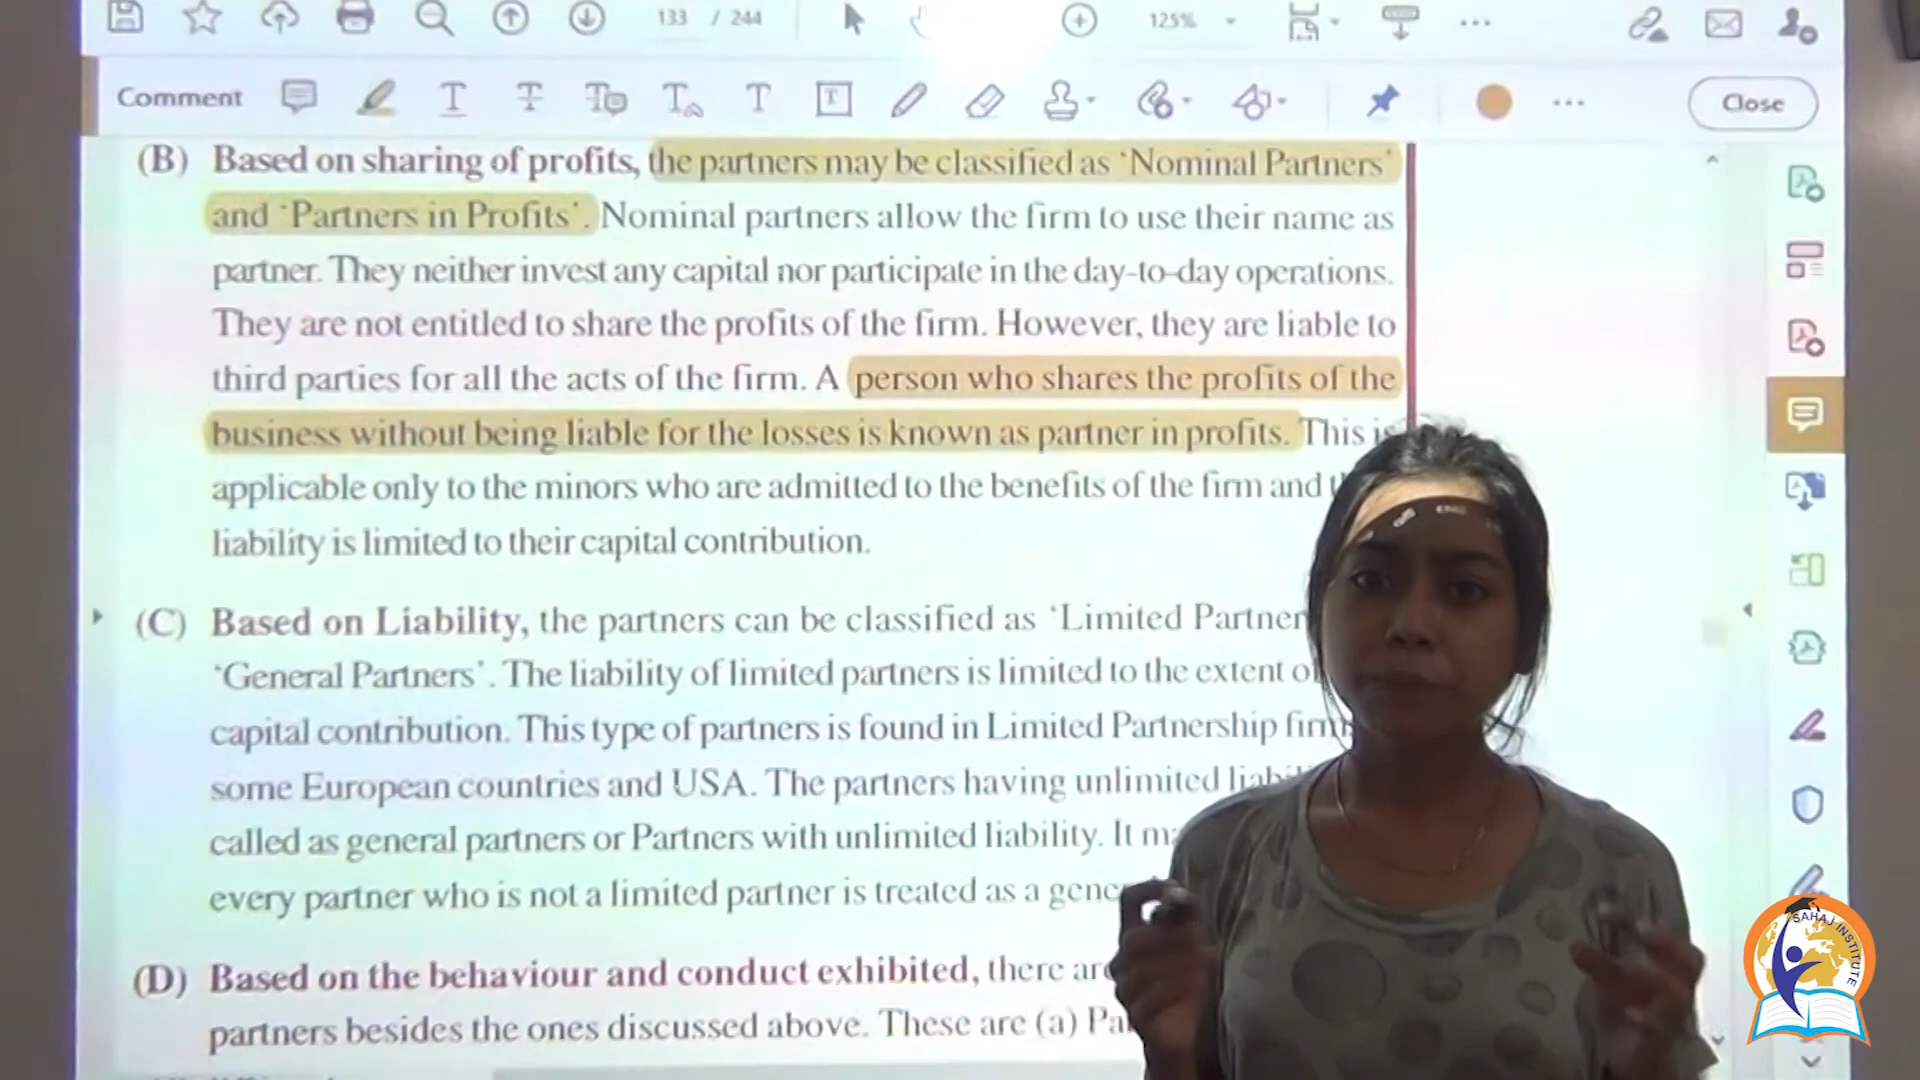 133 / 244
125%
Comment
Close
(B) Based on sharing of profits, the partners may be classified as ‘Nominal Partners’
and ‘Partners in Profits’. Nominal partners allow the firm to use their name as
partner. They neither invest any capital nor participate in the day-to-day operations.
They are not entitled to share the profits of the firm. However, they are liable to
third parties for all the acts of the firm. A person who shares the profits of the
business without being liable for the losses is known as partner in profits. This is
applicable only to the minors who are admitted to the benefits of the firm and
liability is limited to their capital contribution.
(C) Based on Liability, the partners can be classified as ‘Limited Partner
‘General Partners’. The liability of limited partners is limited to the extent
capital contribution. This type of partners is found in Limited Partnership firm
some European countries and USA. The partners having unlimited
called as general partners or Partners with unlimited liability. It
every partner who is not a limited partner is treated as a
(D) Based on the behaviour and conduct exhibited, there
partners besides the ones discussed above. These are (a)
SAHAJ INSTITUTE